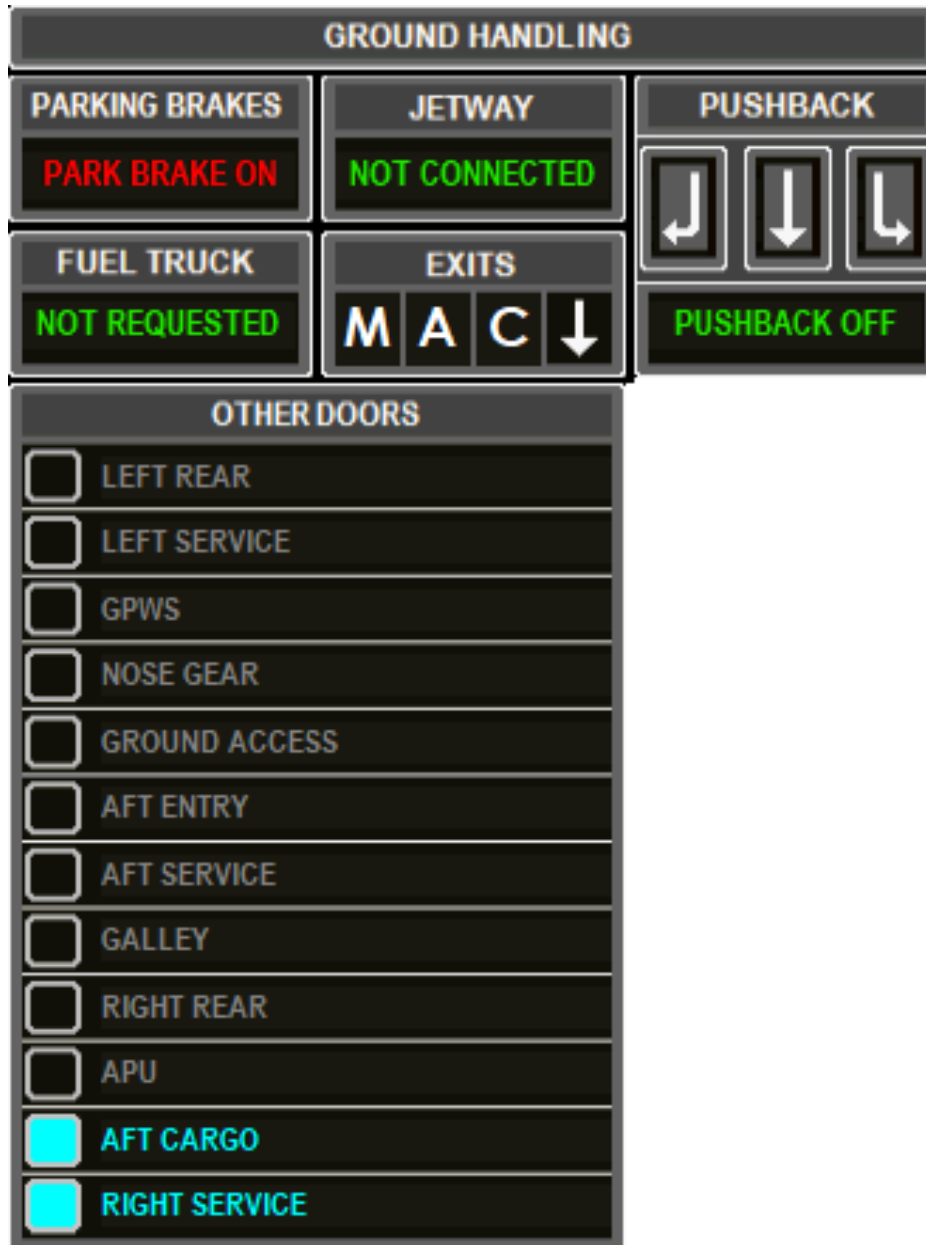 GROUND HANDLING
PARKING BRAKES
PARK BRAKE ON
JETWAY
NOT CONNECTED
PUSHBACK
FUEL TRUCK
NOT REQUESTED
EXITS
M A C
PUSHBACK OFF
OTHER DOORS
LEFT REAR
LEFT SERVICE
GPWS
NOSE GEAR
GROUND ACCESS
AFT ENTRY
AFT SERVICE
GALLEY
RIGHT REAR
APU
AFT CARGO
RIGHT SERVICE